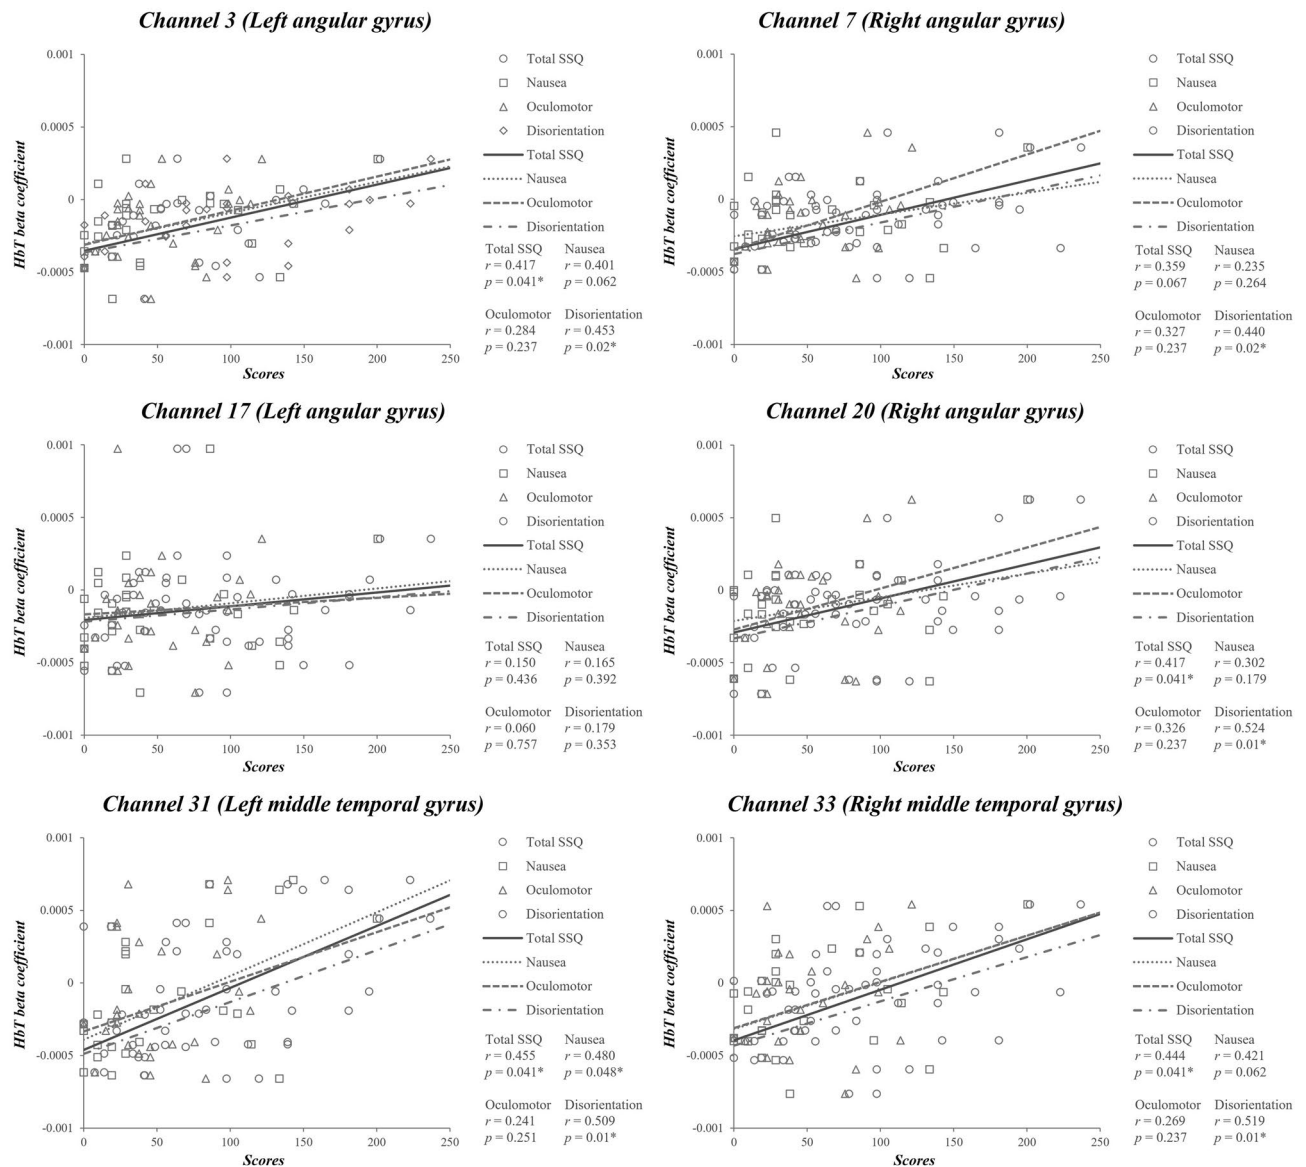 Channel 3 (Left angular gyrus)
HbT beta coefficient
0.001
0.0005
0
-0.0005
-0.001
0 50 100 150 200 250
Scores
Total SSQ
Nausea
Oculomotor
Disorientation
Total SSQ
Nausea
Oculomotor
Disorientation
Total SSQ Nausea
r = 0.417 r = 0.401
p = 0.041* p = 0.062
Oculomotor Disorientation
r = 0.284 r = 0.453
p = 0.237 p = 0.02*
Channel 7 (Right angular gyrus)
HbT beta coefficient
0.001
0.0005
0
-0.0005
-0.001
0 50 100 150 200 250
Scores
Total SSQ
Nausea
Oculomotor
Disorientation
Total SSQ
Nausea
Oculomotor
Disorientation
Total SSQ Nausea
r = 0.359 r = 0.235
p = 0.067 p = 0.264
Oculomotor Disorientation
r = 0.327 r = 0.440
p = 0.237 p = 0.02*
Channel 17 (Left angular gyrus)
HbT beta coefficient
0.001
0.0005
0
-0.0005
-0.001
0 50 100 150 200 250
Scores
Total SSQ
Nausea
Oculomotor
Disorientation
Total SSQ
Nausea
Oculomotor
Disorientation
Total SSQ Nausea
r = 0.150 r = 0.165
p = 0.436 p = 0.392
Oculomotor Disorientation
r = 0.060 r = 0.179
p = 0.757 p = 0.353
Channel 20 (Right angular gyrus)
HbT beta coefficient
0.001
0.0005
0
-0.0005
-0.001
0 50 100 150 200 250
Scores
Total SSQ
Nausea
Oculomotor
Disorientation
Total SSQ
Nausea
Oculomotor
Disorientation
Total SSQ Nausea
r = 0.417 r = 0.302
p = 0.041* p = 0.179
Oculomotor Disorientation
r = 0.326 r = 0.524
p = 0.237 p = 0.01*
Channel 31 (Left middle temporal gyrus)
HbT beta coefficient
0.001
0.0005
0
-0.0005
-0.001
0 50 100 150 200 250
Scores
Total SSQ
Nausea
Oculomotor
Disorientation
Total SSQ
Nausea
Oculomotor
Disorientation
Total SSQ Nausea
r = 0.455 r = 0.480
p = 0.041* p = 0.048*
Oculomotor Disorientation
r = 0.241 r = 0.509
p = 0.251 p = 0.01*
Channel 33 (Right middle temporal gyrus)
HbT beta coefficient
0.001
0.0005
0
-0.0005
-0.001
0 50 100 150 200 250
Scores
Total SSQ
Nausea
Oculomotor
Disorientation
Total SSQ
Nausea
Oculomotor
Disorientation
Total SSQ Nausea
r = 0.444 r = 0.421
p = 0.041* p = 0.062
Oculomotor Disorientation
r = 0.269 r = 0.519
p = 0.237 p = 0.01*